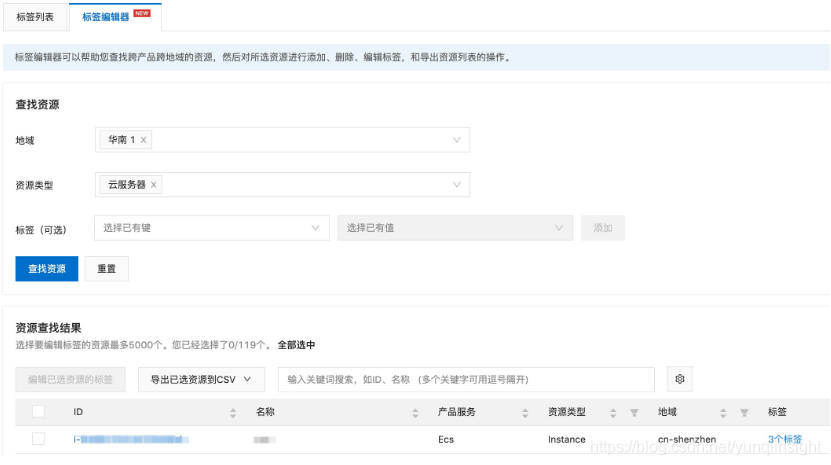 标签列表 标签编辑器 NEW
标签编辑器可以帮助您查找跨产品跨地域的资源，然后对所选资源进行添加、删除、编辑标签，和导出资源列表的操作。
查找资源
地域 华南 1 ×
资源类型 云服务器 ×
标签（可选） 选择已有键 选择已有值 添加
查找资源 重置
资源查找结果
选择要编辑标签的资源最多5000个。您已经选择了0/119个。 全部选中
编辑已选资源的标签 导出已选资源到CSV 输入关键词搜索，如ID、名称 （多个关键字可用逗号隔开）
ID 名称 产品服务 资源类型 地域 标签
i- Ecs Instance cn-shenzhen 3个标签
https://blog.csdn.net/yunqiinsight